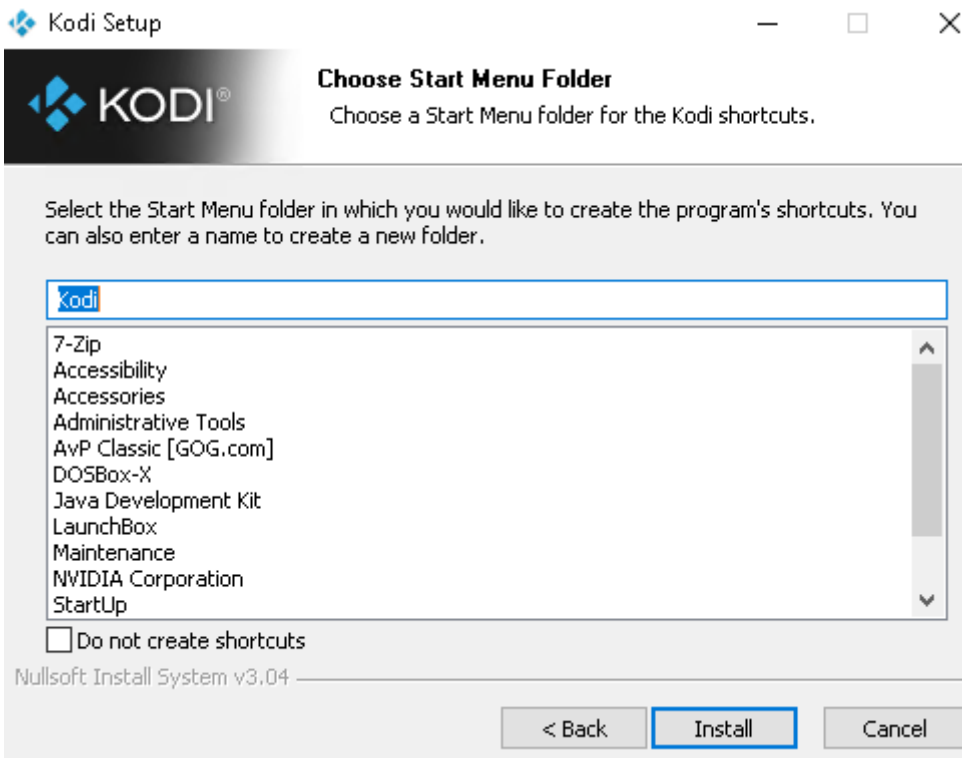 Kodi Setup
KODI®
Choose Start Menu Folder
Choose a Start Menu folder for the Kodi shortcuts.
Select the Start Menu folder in which you would like to create the program's shortcuts. You
can also enter a name to create a new folder.
Kodi
7-Zip
Accessibility
Accessories
Administrative Tools
AvP Classic [GOG.com]
DOSBox-X
Java Development Kit
LaunchBox
Maintenance
NVIDIA Corporation
StartUp
Do not create shortcuts
Nullsoft Install System v3.04
< Back
Install
Cancel